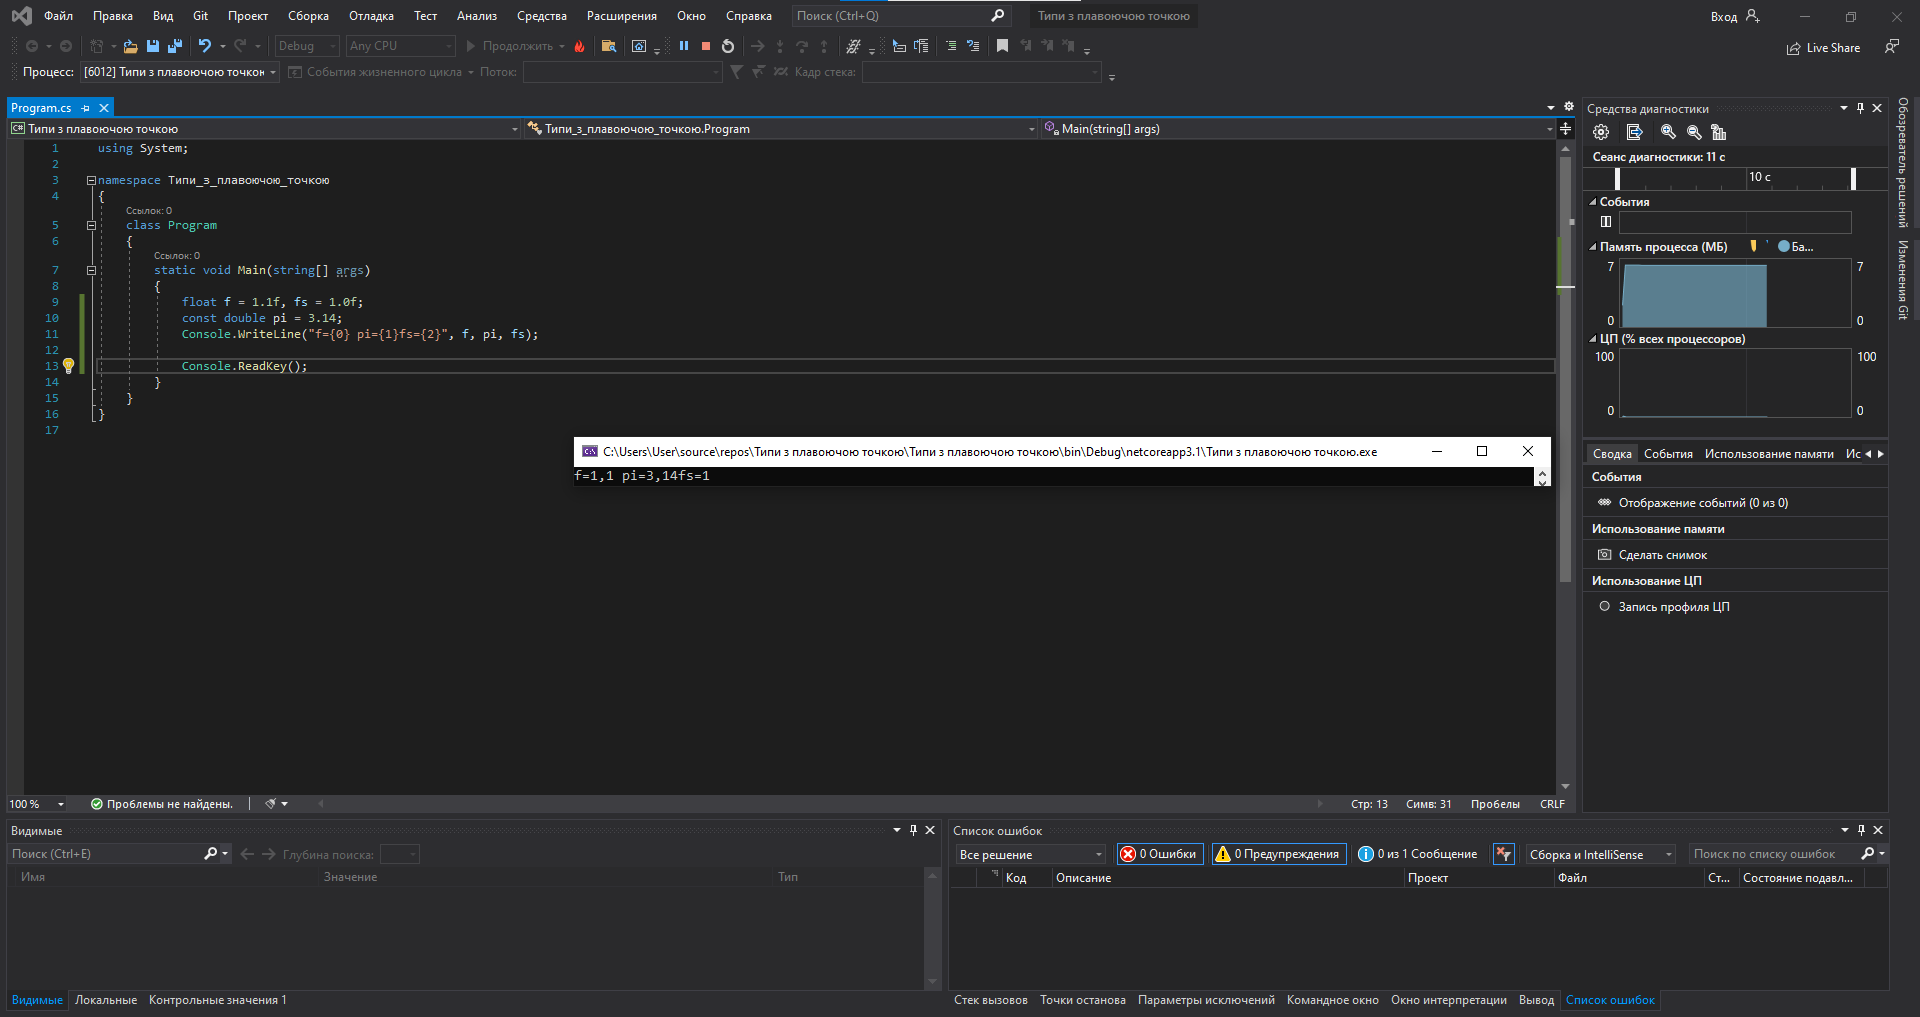 Файл Правка Вид Git Проект Сборка Отладка Тест Анализ Средства Расширения Окно Справка Поиск (Ctrl+Q) Типи з плавоючою точкою Вход
Debug Any CPU Продолжить Live Share
Процесс: [6012] Типи з плавоючою точкок События жизненного цикла Поток: Кадр стека:
Program.cs
Типи з плавоючою точкою Типи_з_плавоючою_точкою.Program Main(string[] args)
1 using System;
2
3 namespace Типи_з_плавоючою_точкою
4 {
Ссылок: 0
5 class Program
6 {
Ссылок: 0
7 static void Main(string[] args)
8 {
9 float f = 1.1f, fs = 1.0f;
10 const double pi = 3.14;
11 Console.WriteLine("f={0} pi={1}fs={2}", f, pi, fs);
12
13 Console.ReadKey();
14 }
15 }
16 }
17
C:\Users\User\source\repos\Типи з плавоючою точкою\Типи з плавоючою точкою\bin\Debug\netcoreapp3.1\Типи з плавоючою точкою.exe
f=1,1 pi=3,14fs=1
100 % Проблемы не найдены. Стр: 13 Симв: 31 Пробелы CRLF
Средства диагностики
Сеанс диагностики: 11 с
10 с
События
Память процесса (МБ) Ба...
7 7
0 0
ЦП (% всех процессоров)
100 100
0 0
Сводка События Использование памяти Ис
События
Отображение событий (0 из 0)
Использование памяти
Сделать снимок
Использование ЦП
Запись профиля ЦП
Обозреватель решений
Изменения Git
Видимые
Поиск (Ctrl+E) Глубина поиска:
Имя Значение Тип
Видимые Локальные Контрольные значения 1
Список ошибок
Все решение 0 Ошибки 0 Предупреждения 0 из 1 Сообщение Сборка и IntelliSense Поиск по списку ошибок
Код Описание Проект Файл Ст... Состояние подавл...
Стек вызовов Точки останова Параметры исключений Командное окно Окно интерпретации Вывод Список ошибок